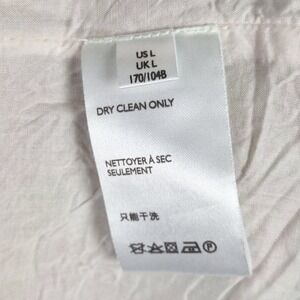 US L
UK L
170/104B
DRY CLEAN ONLY
NETTOYER À SEC
SEULEMENT
只能干洗